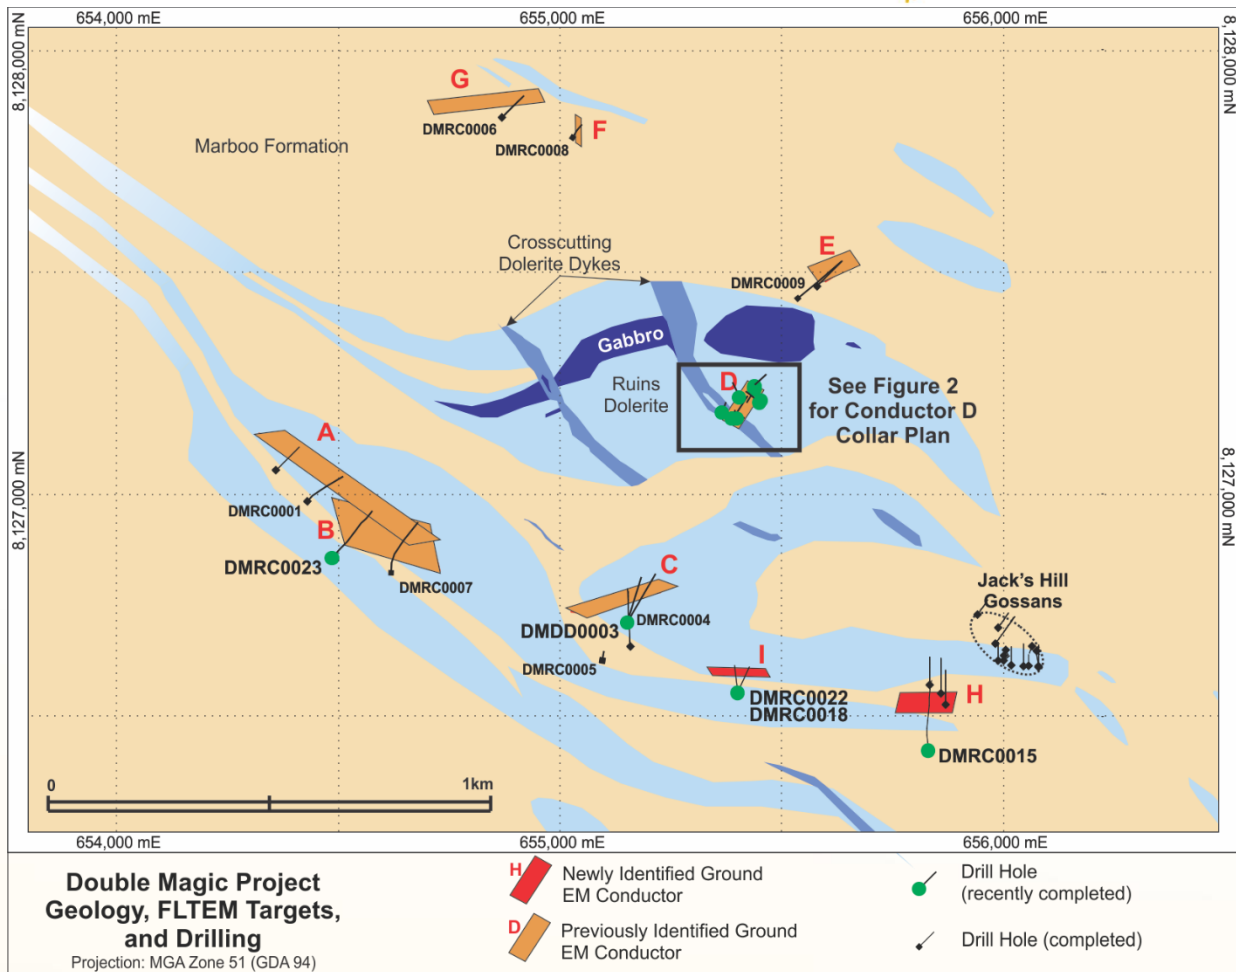 654,000 mE
655,000 mE
656,000 mE
8,128,000 mN
8,128,000 mN
G
F
DMRC0006
DMRC0008
Marboo Formation
Crosscutting
Dolerite Dykes
E
DMRC0009
Gabbro
Ruins
Dolerite
D
See Figure 2
for Conductor D
Collar Plan
A
8,127,000 mN
8,127,000 mN
DMRC0001
B
DMRC0023
DMRC0007
C
Jack's Hill
Gossans
DMDD0003
DMRC0004
DMRC0005
I
DMRC0022
DMRC0018
H
DMRC0015
0
1km
654,000 mE
655,000 mE
656,000 mE
Double Magic Project
Geology, FLTEM Targets,
and Drilling
Projection: MGA Zone 51 (GDA 94)
H
Newly Identified Ground
EM Conductor
D
Previously Identified Ground
EM Conductor
Drill Hole
(recently completed)
Drill Hole (completed)